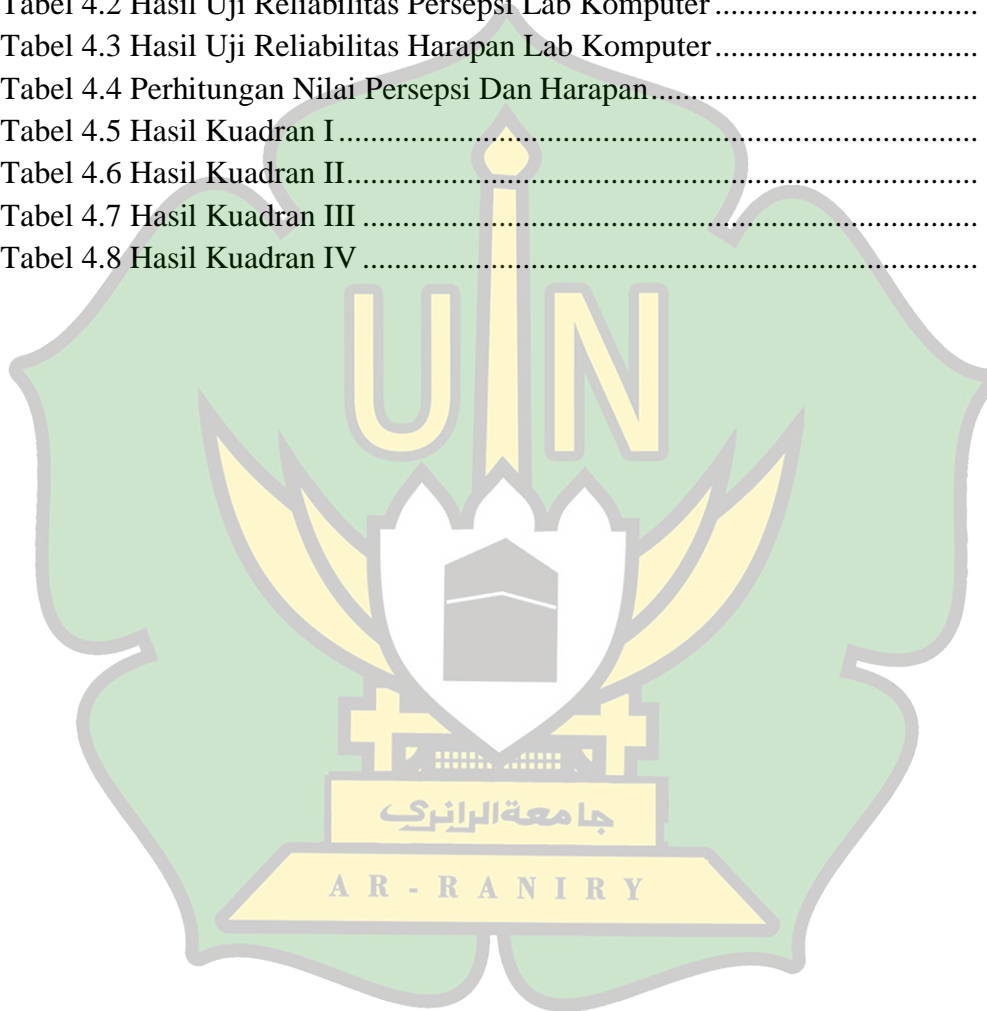 Tabel 4.2 Hasil Uji Reliabilitas Persepsi Lab Komputer ..............................
Tabel 4.3 Hasil Uji Reliabilitas Harapan Lab Komputer ..............................
Tabel 4.4 Perhitungan Nilai Persepsi Dan Harapan ......................................
Tabel 4.5 Hasil Kuadran I ...........................................................................
Tabel 4.6 Hasil Kuadran II ..........................................................................
Tabel 4.7 Hasil Kuadran III .........................................................................
Tabel 4.8 Hasil Kuadran IV .........................................................................
UIN
جامعةالرانري
AR-RANIRY